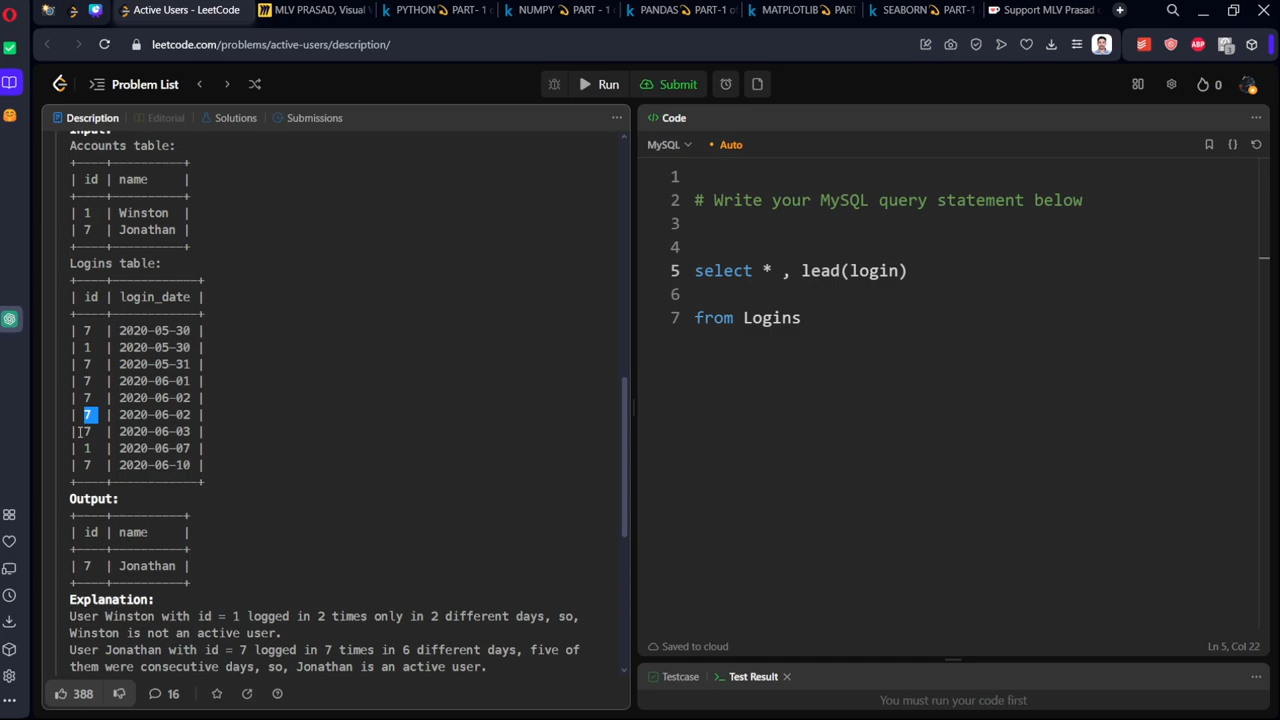 Active Users - LeetCode
MLV PRASAD, Visual
PYTHON PART- 1
NUMPY PART - 1
PANDAS PART-1 of
MATPLOTLIB PART
SEABORN PART-1
Support MLV Prasad
leetcode.com/problems/active-users/description/
Problem List
Run
Submit
0
Description
Editorial
Solutions
Submissions
Input:
Accounts table:
+----+----------+
| id | name     |
+----+----------+
| 1  | Winston  |
| 7  | Jonathan |
+----+----------+
Logins table:
+----+------------+
| id | login_date |
+----+------------+
| 7  | 2020-05-30 |
| 1  | 2020-05-30 |
| 7  | 2020-05-31 |
| 7  | 2020-06-01 |
| 7  | 2020-06-02 |
| 7  | 2020-06-02 |
| 7  | 2020-06-03 |
| 1  | 2020-06-07 |
| 7  | 2020-06-10 |
+----+------------+
Output:
+----+----------+
| id | name     |
+----+----------+
| 7  | Jonathan |
+----+----------+
Explanation:
User Winston with id = 1 logged in 2 times only in 2 different days, so,
Winston is not an active user.
User Jonathan with id = 7 logged in 7 times in 6 different days, five of
them were consecutive days, so, Jonathan is an active user.
388
16
Code
MySQL
Auto
1
2 # Write your MySQL query statement below
3
4
5 select * , lead(login)
6
7 from Logins
Saved to cloud
Ln 5, Col 22
Testcase
Test Result
You must run your code first